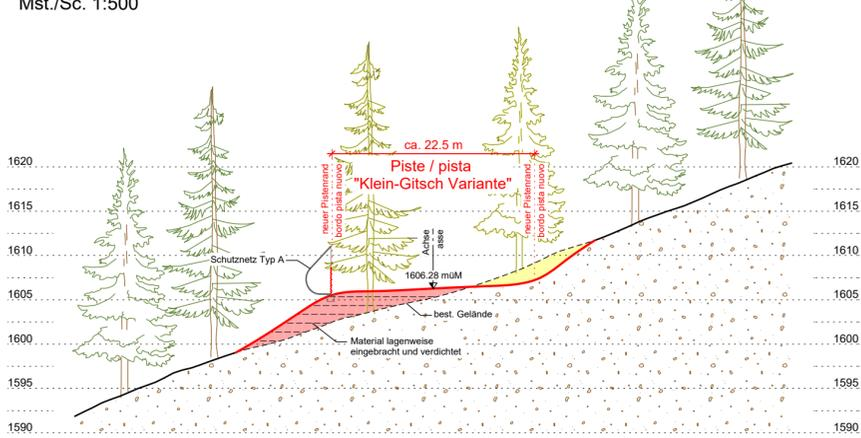 Mst./Sc. 1:500
ca. 22.5 m
Piste / pista
"Klein-Gitsch Variante"
neuer Pistenrand
bordo pista nuovo
neuer Pistenrand
bordo pista nuovo
Achse
asse
1606.28 müM
Schutznetz Typ A
best. Gelände
Material lagenweise
eingebracht und verdichtet
1620
1615
1610
1605
1600
1595
1590
1620
1615
1610
1605
1600
1595
1590